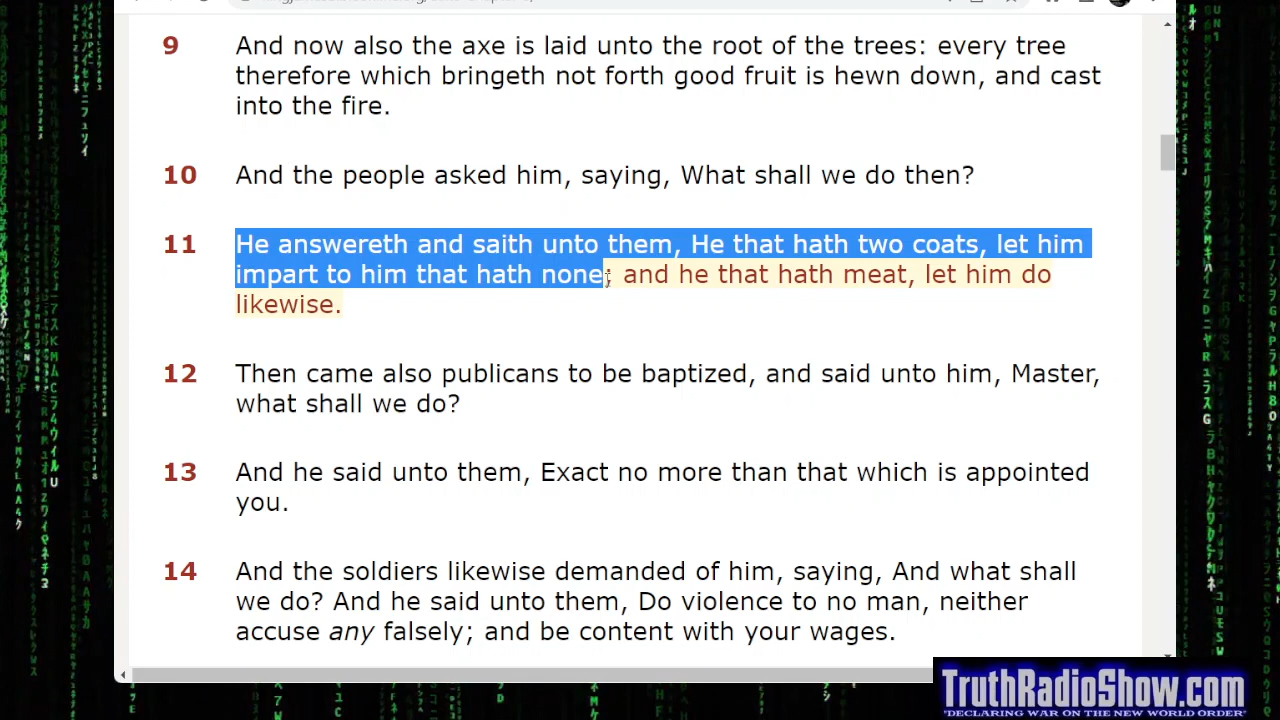 9 And now also the axe is laid unto the root of the trees: every tree
therefore which bringeth not forth good fruit is hewn down, and cast
into the fire.
10 And the people asked him, saying, What shall we do then?
11 He answereth and saith unto them, He that hath two coats, let him
impart to him that hath none; and he that hath meat, let him do
likewise.
12 Then came also publicans to be baptized, and said unto him, Master,
what shall we do?
13 And he said unto them, Exact no more than that which is appointed
you.
14 And the soldiers likewise demanded of him, saying, And what shall
we do? And he said unto them, Do violence to no man, neither
accuse any falsely; and be content with your wages.
TruthRadioShow.com
"DECLARING WAR ON THE NEW WORLD ORDER"